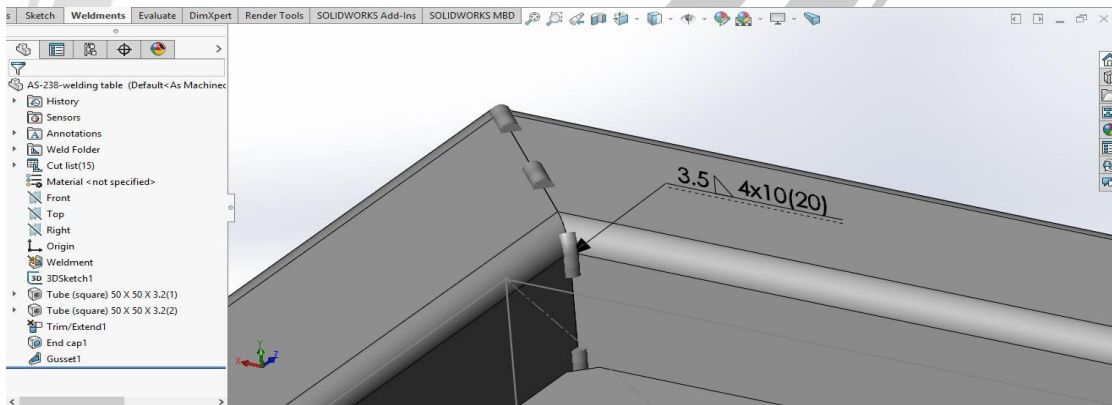 s Sketch Weldments Evaluate DimXpert Render Tools SOLIDWORKS Add-Ins SOLIDWORKS MBD
AS-238-welding table (Default<As Machined
History
Sensors
Annotations
Weld Folder
Cut list(15)
Material <not specified>
Front
Top
Right
Origin
Weldment
3D 3DSketch1
Tube (square) 50 X 50 X 3.2(1)
Tube (square) 50 X 50 X 3.2(2)
Trim/Extend1
End cap1
Gusset1
3.5 4x10(20)
Y
X Z